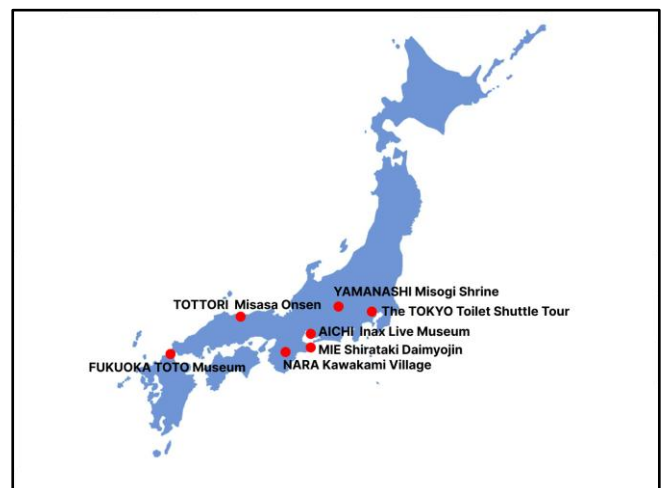 YAMANASHI Misogi Shrine
TOTTORI Misasa Onsen
The TOKYO Toilet Shuttle Tour
AICHI Inax Live Museum
MIE Shirataki Daimyojin
FUKUOKA TOTO Museum
NARA Kawakami Village